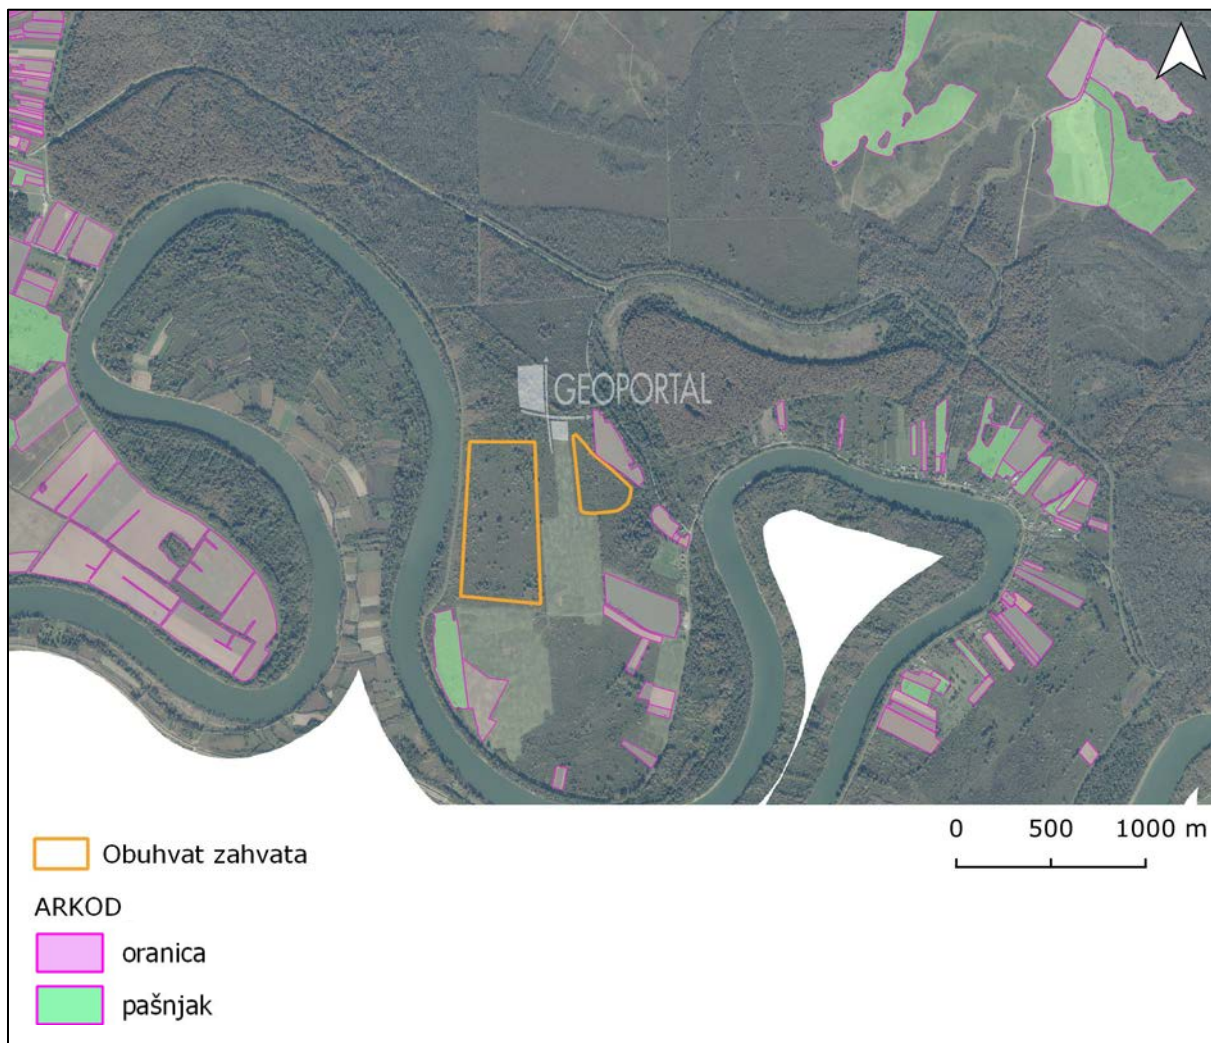 GEOPORTAL
0 500 1000 m
Obuhvat zahvata
ARKOD
oranica
pašnjak